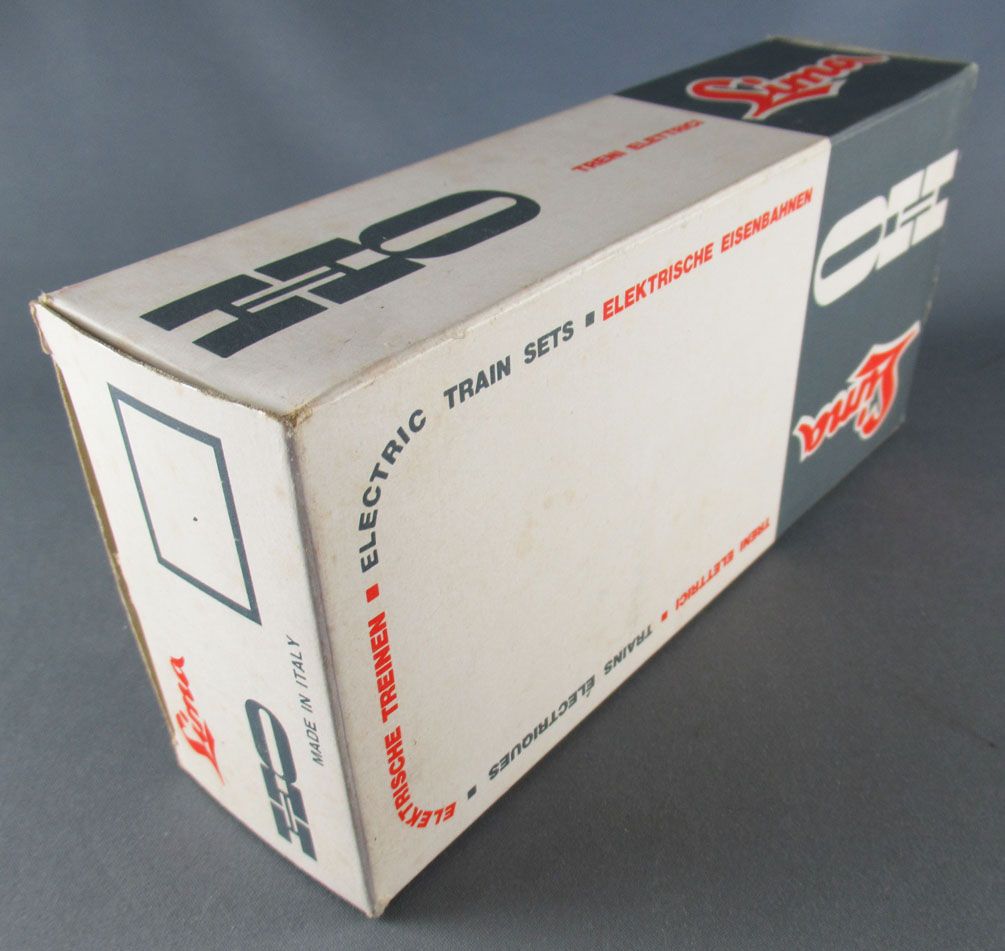 Lima
HO
TRENI ELETTRICI
HO
Lima
ELEKTRISCHE TREINEN ▪ ELECTRIC TRAIN SETS ▪ ELEKTRISCHE EISENBAHNEN
TRENI ELETTRICI ▪ TRAINS ÉLECTRIQUES ▪
Lima
HO
MADE IN ITALY